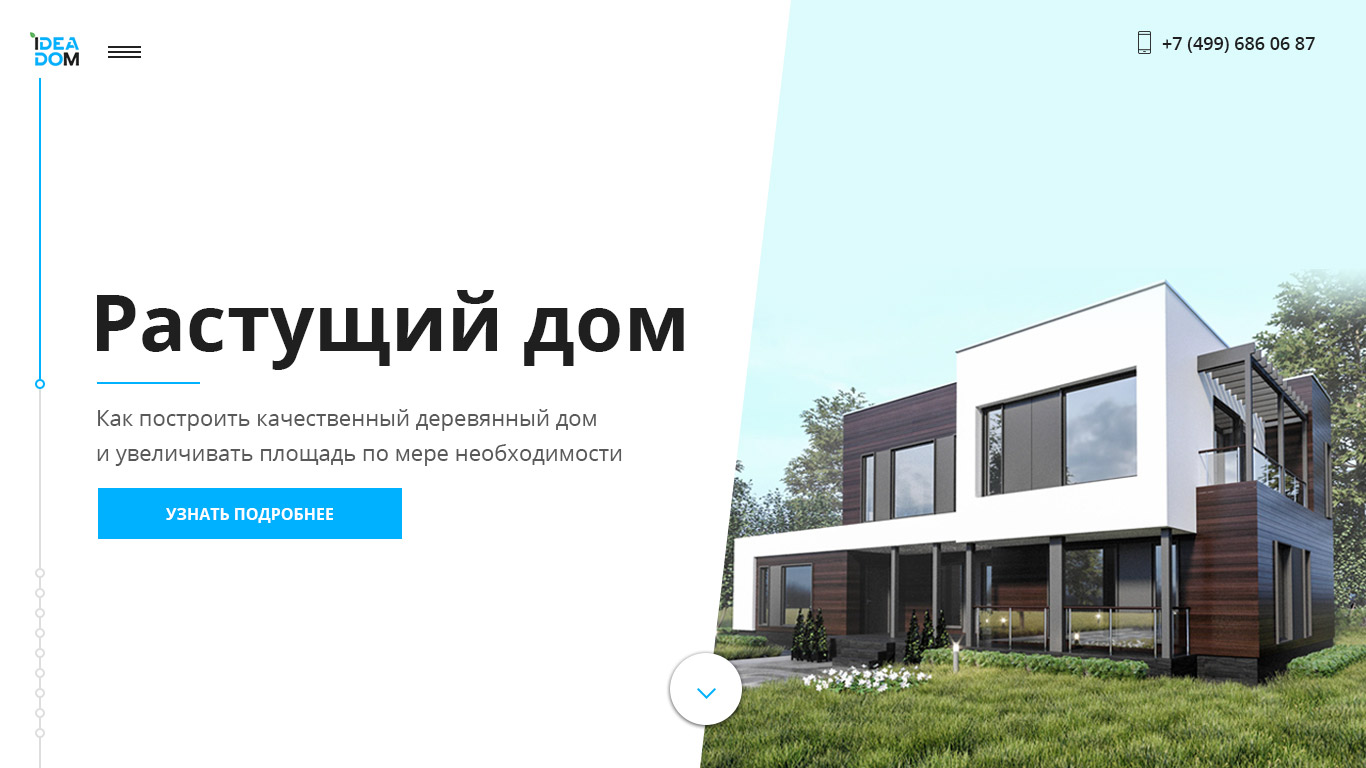 IDEA
DOM
+7 (499) 686 06 87
Растущий дом
Как построить качественный деревянный дом
и увеличивать площадь по мере необходимости
УЗНАТЬ ПОДРОБНЕЕ